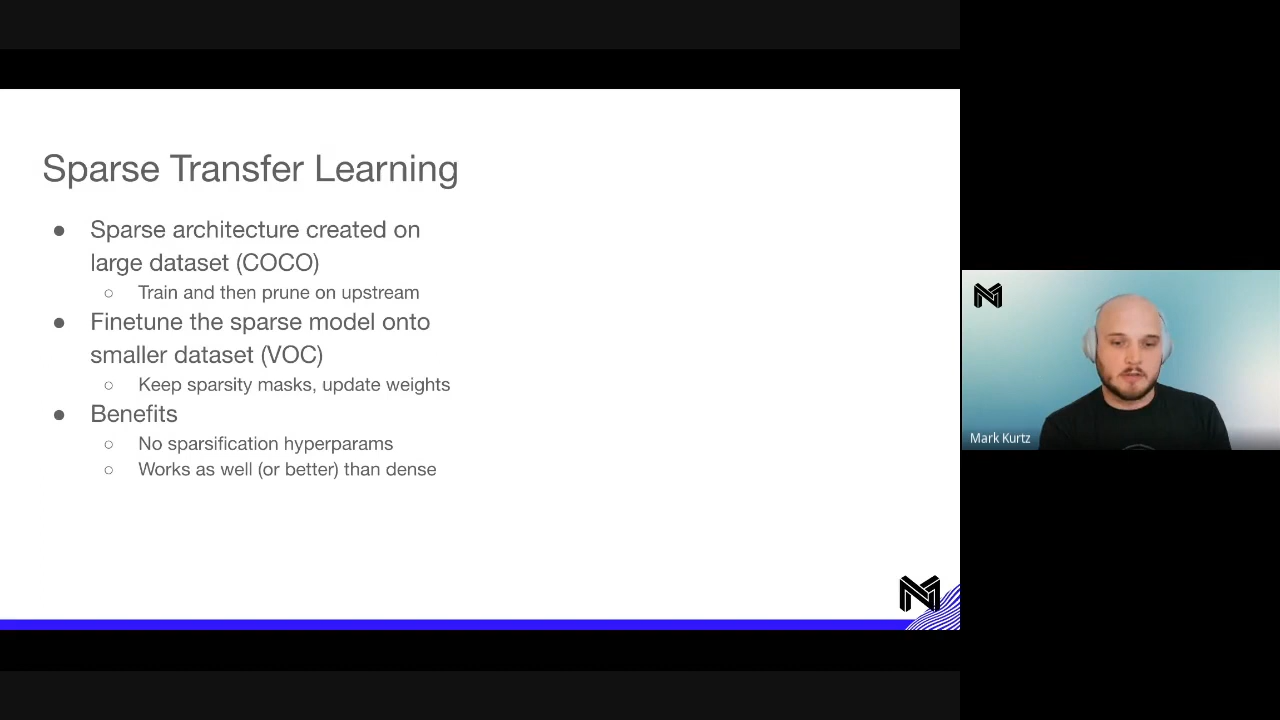 Sparse Transfer Learning
● Sparse architecture created on
large dataset (COCO)
○ Train and then prune on upstream
● Finetune the sparse model onto
smaller dataset (VOC)
○ Keep sparsity masks, update weights
● Benefits
○ No sparsification hyperparams
○ Works as well (or better) than dense
Mark Kurtz